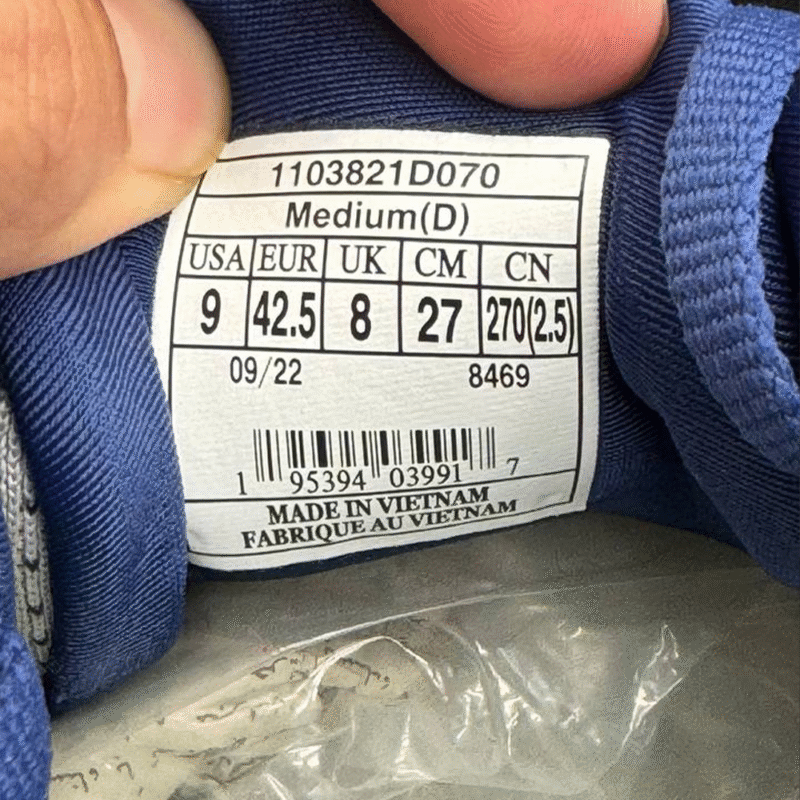 1103821D070
Medium(D)
USA EUR UK CM CN
9 42.5 8 27 270(2.5)
09/22 8469
1 95394 03991 7
MADE IN VIETNAM
FABRIQUE AU VIETNAM